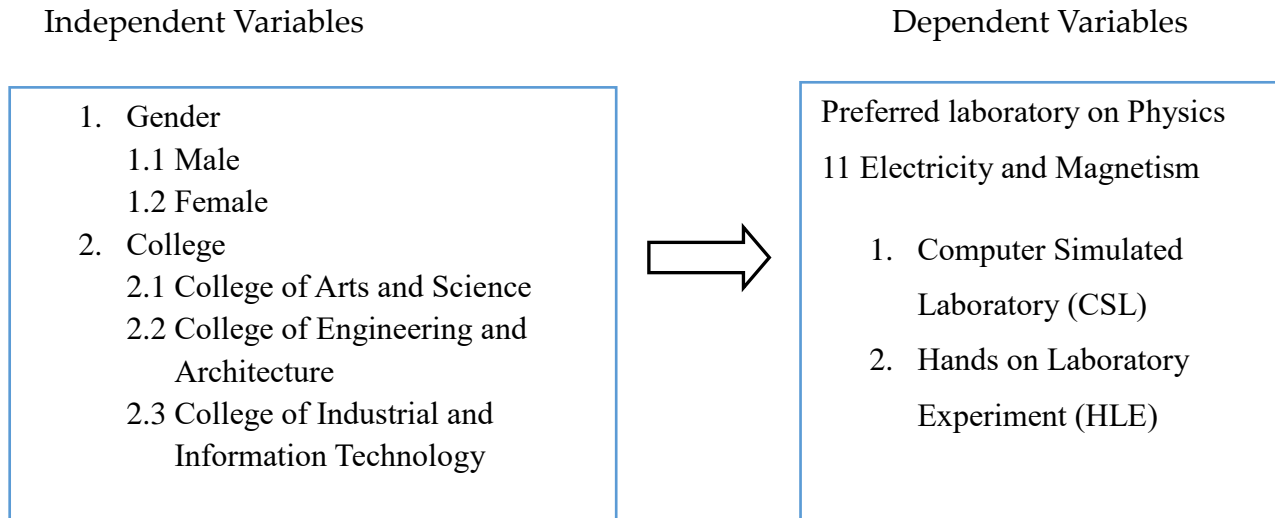 Independent Variables
Dependent Variables
1. Gender
1.1 Male
1.2 Female
2. College
2.1 College of Arts and Science
2.2 College of Engineering and
Architecture
2.3 College of Industrial and
Information Technology
Preferred laboratory on Physics
11 Electricity and Magnetism
1. Computer Simulated
Laboratory (CSL)
2. Hands on Laboratory
Experiment (HLE)